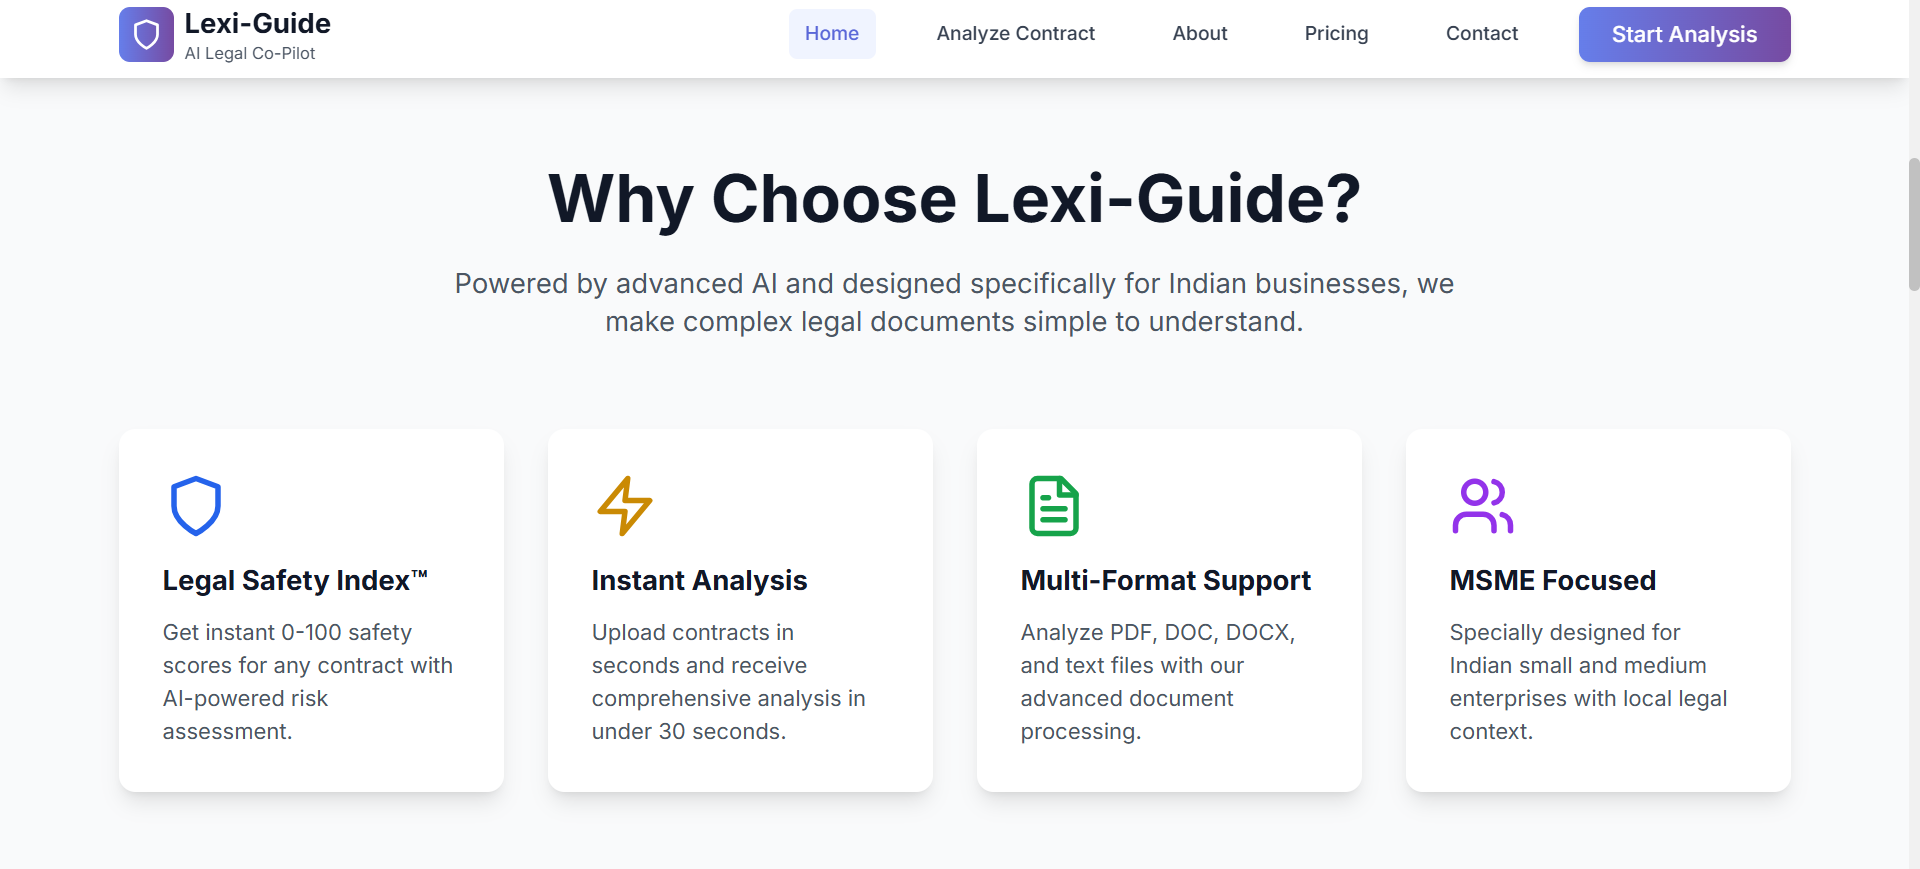 Lexi-Guide
AI Legal Co-Pilot
Home
Analyze Contract
About
Pricing
Contact
Start Analysis
Why Choose Lexi-Guide?
Powered by advanced AI and designed specifically for Indian businesses, we
make complex legal documents simple to understand.
Legal Safety Index™
Get instant 0-100 safety
scores for any contract with
AI-powered risk
assessment.
Instant Analysis
Upload contracts in
seconds and receive
comprehensive analysis in
under 30 seconds.
Multi-Format Support
Analyze PDF, DOC, DOCX,
and text files with our
advanced document
processing.
MSME Focused
Specially designed for
Indian small and medium
enterprises with local legal
context.